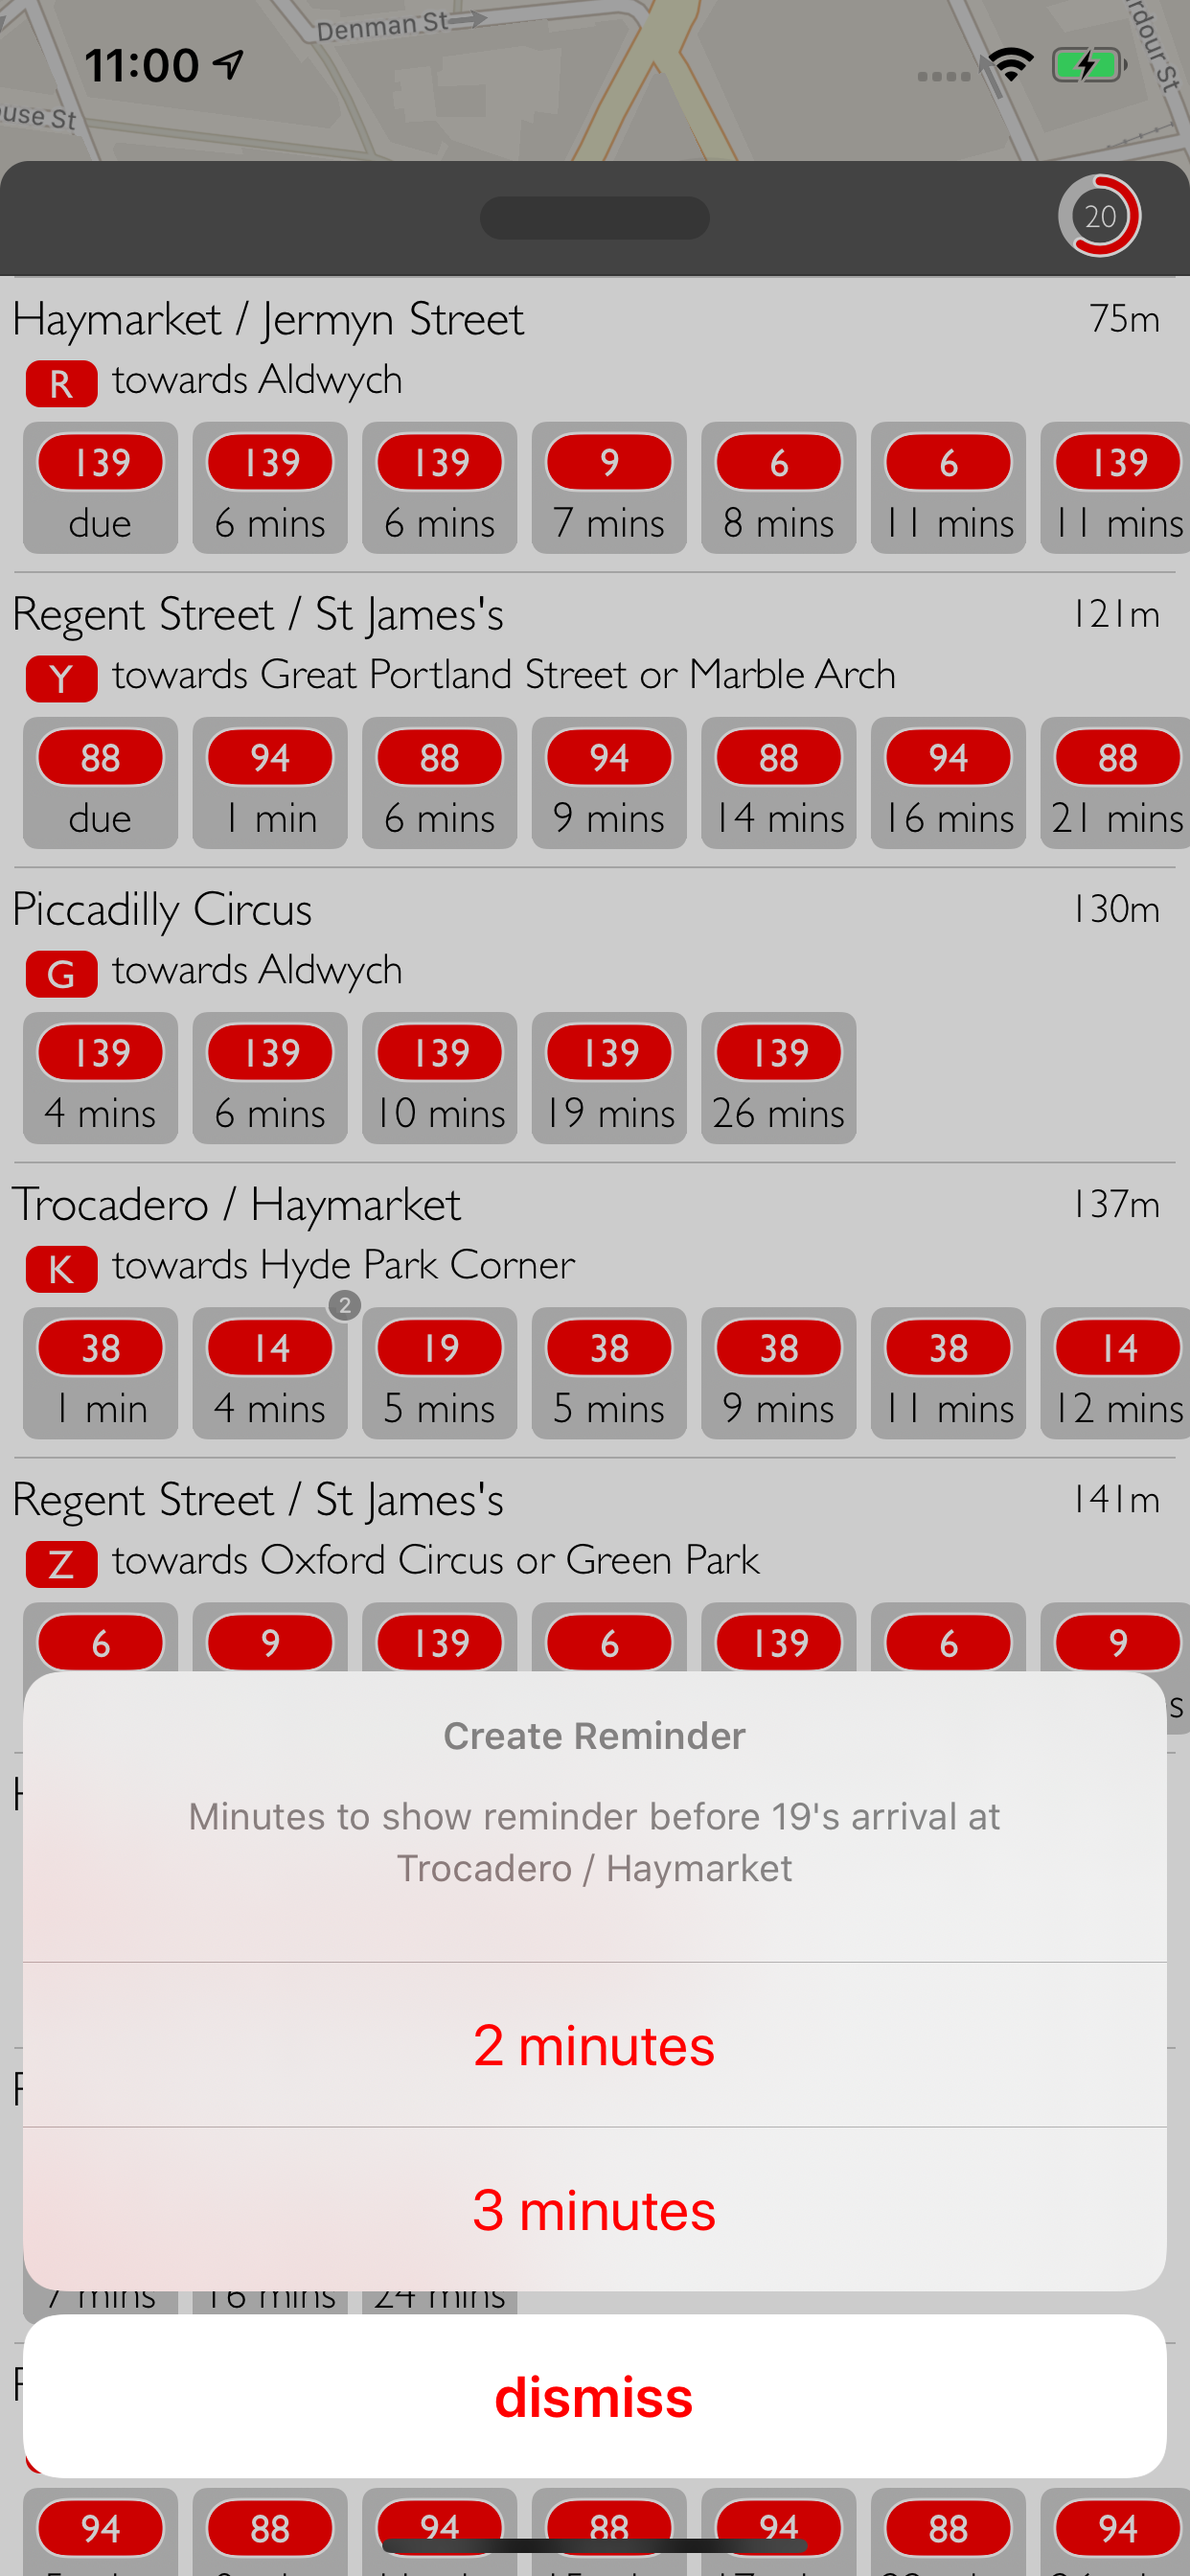 Denman St
ardour St
11:00
ouse St
20
Haymarket / Jermyn Street 75m
R towards Aldwych
139 139 139 9 6 6 139
due 6 mins 6 mins 7 mins 8 mins 11 mins 11 mins
Regent Street / St James's 121m
Y towards Great Portland Street or Marble Arch
88 94 88 94 88 94 88
due 1 min 6 mins 9 mins 14 mins 16 mins 21 mins
Piccadilly Circus 130m
G towards Aldwych
139 139 139 139 139
4 mins 6 mins 10 mins 19 mins 26 mins
Trocadero / Haymarket 137m
K towards Hyde Park Corner
2
38 14 19 38 38 38 14
1 min 4 mins 5 mins 5 mins 9 mins 11 mins 12 mins
Regent Street / St James's 141m
Z towards Oxford Circus or Green Park
6 9 139 6 139 6 9
s
Create Reminder
Minutes to show reminder before 19's arrival at
Trocadero / Haymarket
2 minutes
3 minutes
7 mins 16 mins 24 mins
dismiss
94 88 94 88 94 88 94